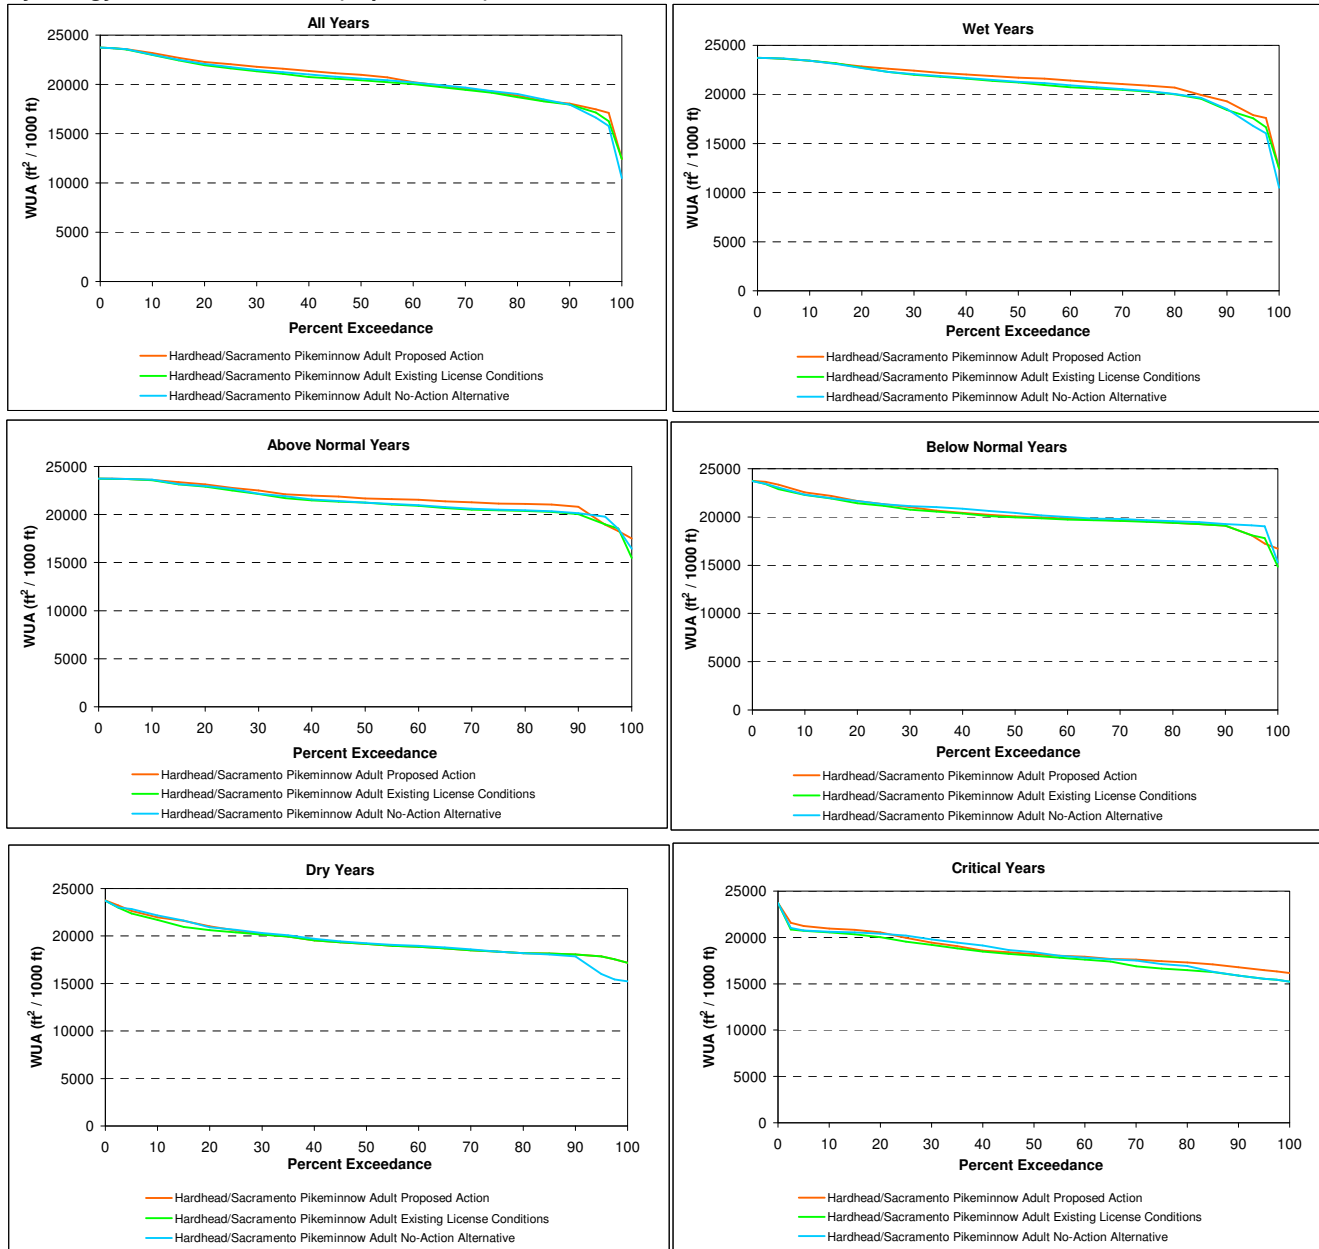 All Years
WUA (ft² / 1000 ft)
25000
20000
15000
10000
5000
0
0 10 20 30 40 50 60 70 80 90 100
Percent Exceedance
Hardhead/Sacramento Pikeminnow Adult Proposed Action
Hardhead/Sacramento Pikeminnow Adult Existing License Conditions
Hardhead/Sacramento Pikeminnow Adult No-Action Alternative
Wet Years
WUA (ft² / 1000 ft)
25000
20000
15000
10000
5000
0
0 10 20 30 40 50 60 70 80 90 100
Percent Exceedance
Hardhead/Sacramento Pikeminnow Adult Proposed Action
Hardhead/Sacramento Pikeminnow Adult Existing License Conditions
Hardhead/Sacramento Pikeminnow Adult No-Action Alternative
Above Normal Years
WUA (ft² / 1000 ft)
25000
20000
15000
10000
5000
0
0 10 20 30 40 50 60 70 80 90 100
Percent Exceedance
Hardhead/Sacramento Pikeminnow Adult Proposed Action
Hardhead/Sacramento Pikeminnow Adult Existing License Conditions
Hardhead/Sacramento Pikeminnow Adult No-Action Alternative
Below Normal Years
WUA (ft² / 1000 ft)
25000
20000
15000
10000
5000
0
0 10 20 30 40 50 60 70 80 90 100
Percent Exceedance
Hardhead/Sacramento Pikeminnow Adult Proposed Action
Hardhead/Sacramento Pikeminnow Adult Existing License Conditions
Hardhead/Sacramento Pikeminnow Adult No-Action Alternative
Dry Years
WUA (ft² / 1000 ft)
25000
20000
15000
10000
5000
0
0 10 20 30 40 50 60 70 80 90 100
Percent Exceedance
Hardhead/Sacramento Pikeminnow Adult Proposed Action
Hardhead/Sacramento Pikeminnow Adult Existing License Conditions
Hardhead/Sacramento Pikeminnow Adult No-Action Alternative
Critical Years
WUA (ft² / 1000 ft)
25000
20000
15000
10000
5000
0
0 10 20 30 40 50 60 70 80 90 100
Percent Exceedance
Hardhead/Sacramento Pikeminnow Adult Proposed Action
Hardhead/Sacramento Pikeminnow Adult Existing License Conditions
Hardhead/Sacramento Pikeminnow Adult No-Action Alternative